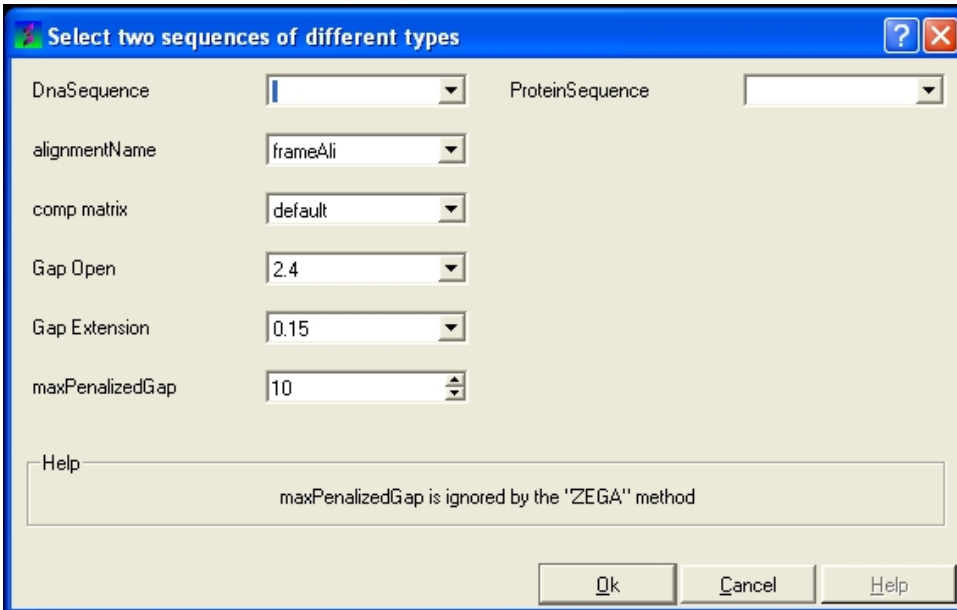 Select two sequences of different types
DnaSequence ProteinSequence
alignmentName frameAli
comp matrix default
Gap Open 2.4
Gap Extension 0.15
maxPenalizedGap 10
Help
maxPenalizedGap is ignored by the "ZEGA" method
Ok Cancel Help